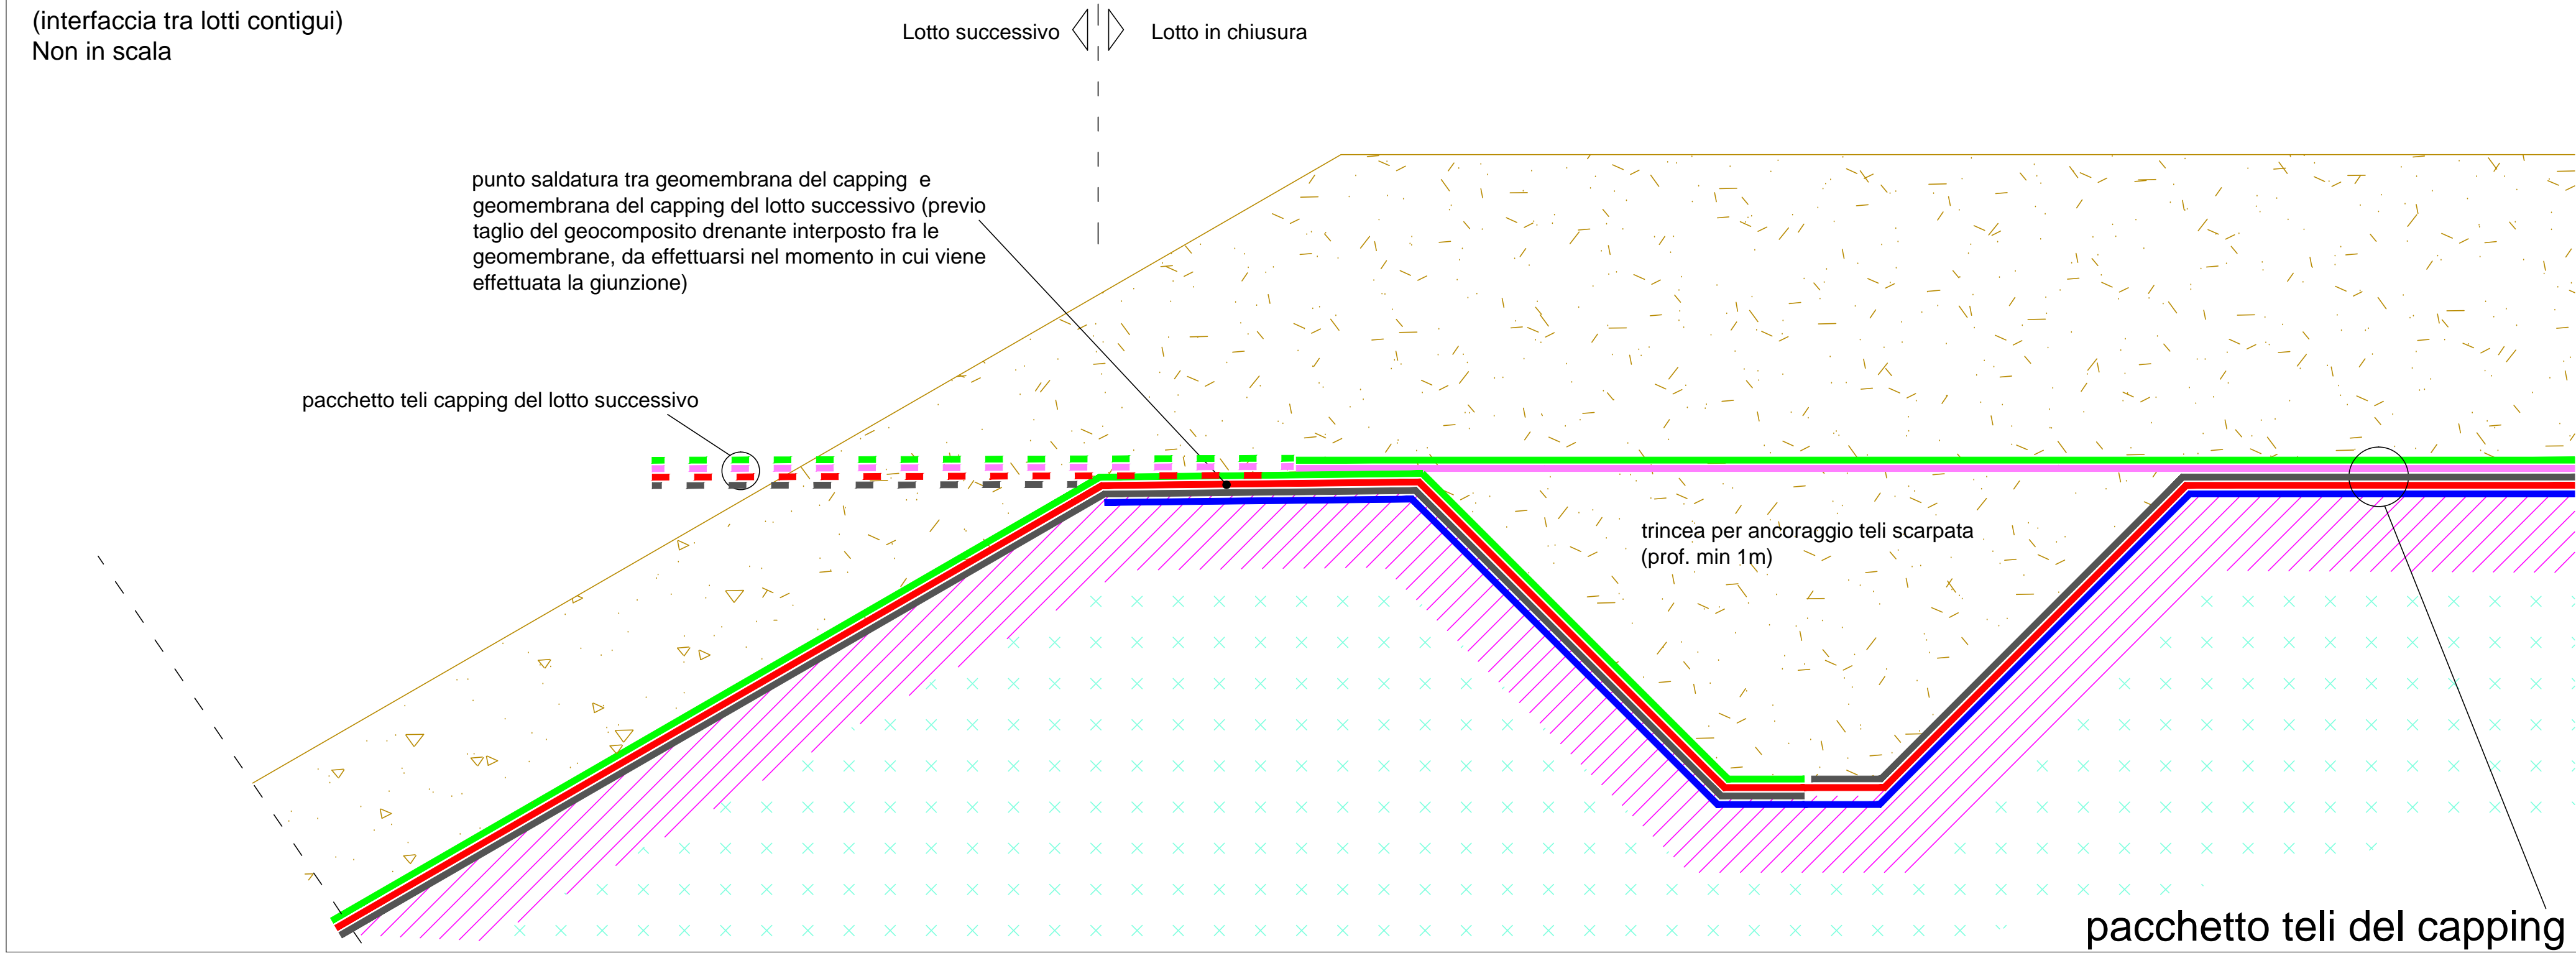 (interfaccia tra lotti contigui)
Non in scala
Lotto successivo
Lotto in chiusura
punto saldatura tra geomembrana del capping e
geomembrana del capping del lotto successivo (previo
taglio del geocomposito drenante interposto fra le
geomembrane, da effettuarsi nel momento in cui viene
effettuata la giunzione)
pacchetto teli capping del lotto successivo
trincea per ancoraggio teli scarpata
(prof. min 1m)
pacchetto teli del capping